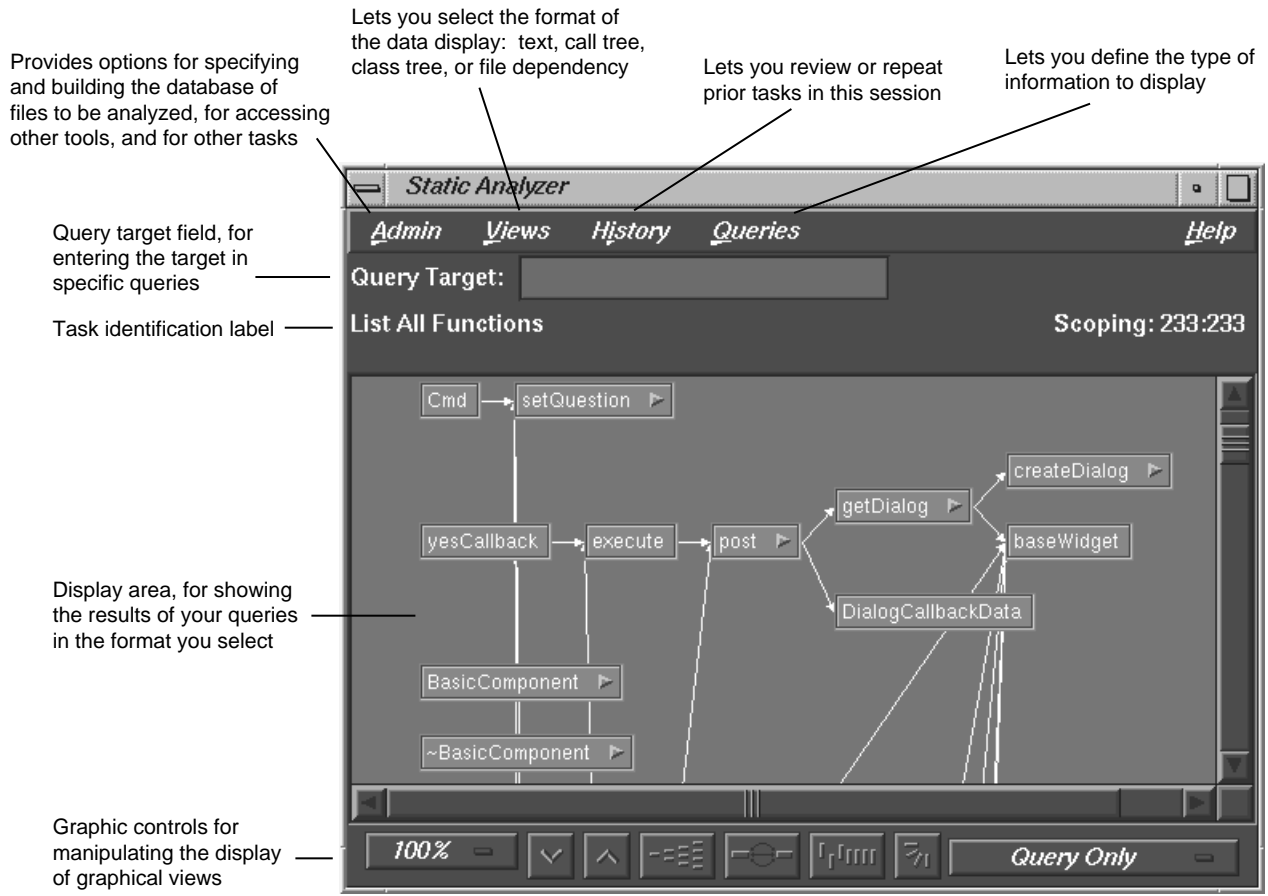 Lets you select the format of
the data display:  text, call tree,
class tree, or file dependency
Provides options for specifying
and building the database of
files to be analyzed, for accessing
other tools, and for other tasks
Lets you review or repeat
prior tasks in this session
Lets you define the type of
information to display
Static Analyzer
Admin Views History Queries Help
Query target field, for
entering the target in
specific queries
Query Target:
Task identification label
List All Functions Scoping: 233:233
Cmd setQuestion
createDialog
getDialog
yesCallback execute post baseWidget
Display area, for showing
the results of your queries
in the format you select
DialogCallbackData
BasicComponent
~BasicComponent
Graphic controls for
manipulating the display
of graphical views
100% Query Only